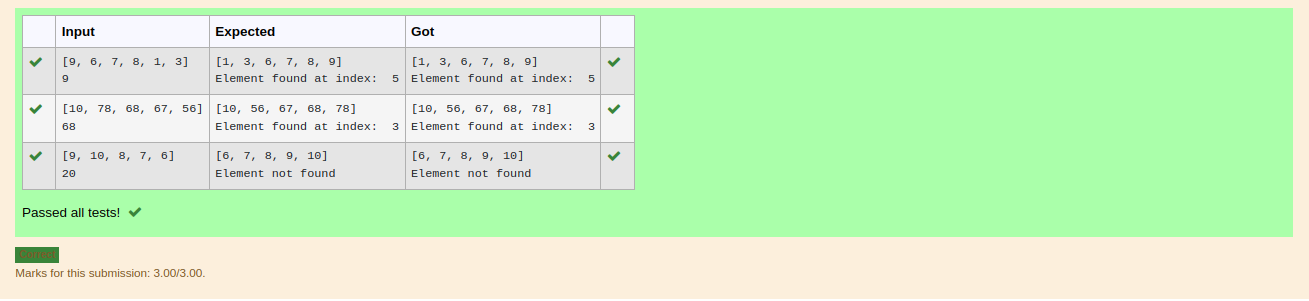 Input Expected Got
[9, 6, 7, 8, 1, 3] [1, 3, 6, 7, 8, 9] [1, 3, 6, 7, 8, 9]
9 Element found at index:  5 Element found at index:  5
[10, 78, 68, 67, 56] [10, 56, 67, 68, 78] [10, 56, 67, 68, 78]
68 Element found at index:  3 Element found at index:  3
[9, 10, 8, 7, 6] [6, 7, 8, 9, 10] [6, 7, 8, 9, 10]
20 Element not found Element not found
Passed all tests!
Correct
Marks for this submission: 3.00/3.00.